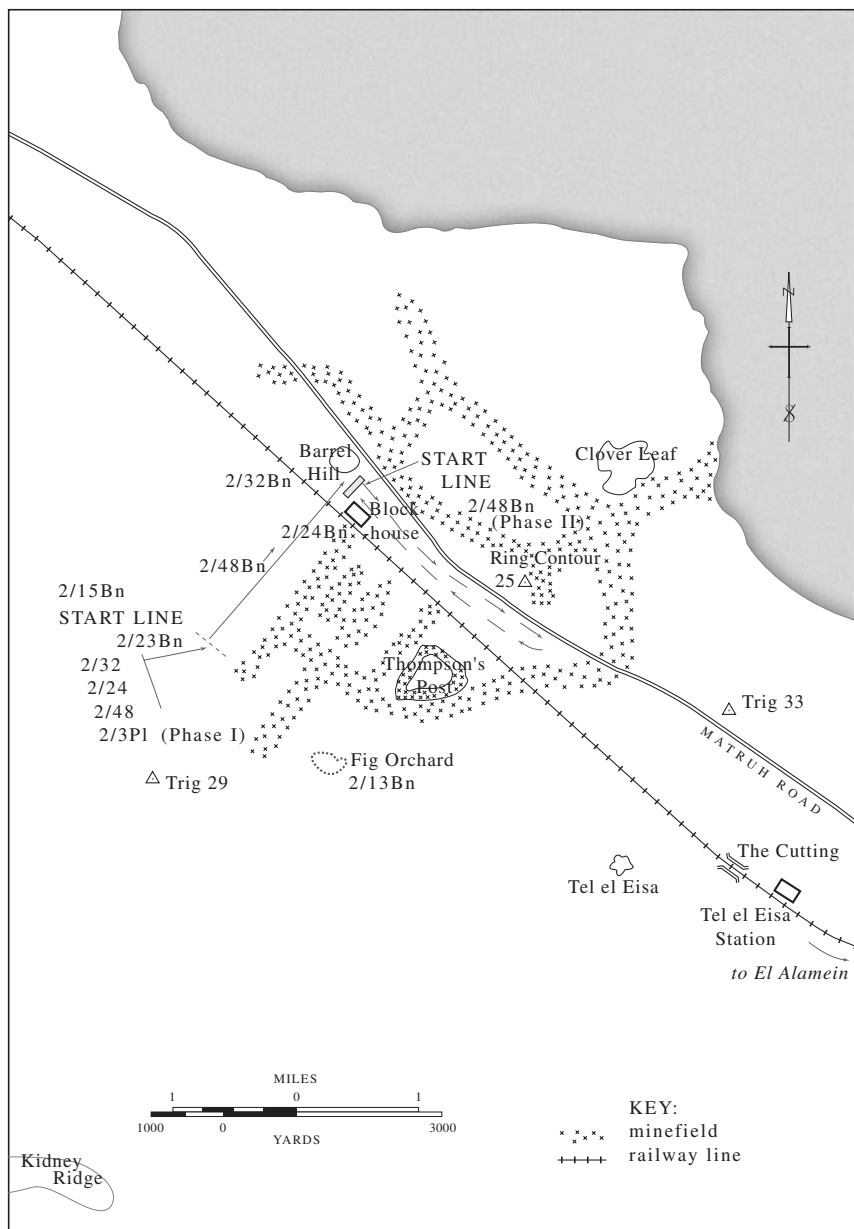 N
S
Barrel
Hill
START
LINE
Clover Leaf
2/32Bn
2/48Bn
(Phase II)
Block
house
2/24Bn
Ring Contour
25
2/48Bn
2/15Bn
START LINE
2/23Bn
2/32
2/24
2/48
2/3Pl (Phase I)
Thompson's
Post
Trig 33
MATRUH ROAD
Trig 29
Fig Orchard
2/13Bn
The Cutting
Tel el Eisa
Tel el Eisa
Station
to El Alamein
MILES
1 0 1
1000 0 3000
YARDS
KEY:
minefield
railway line
Kidney
Ridge